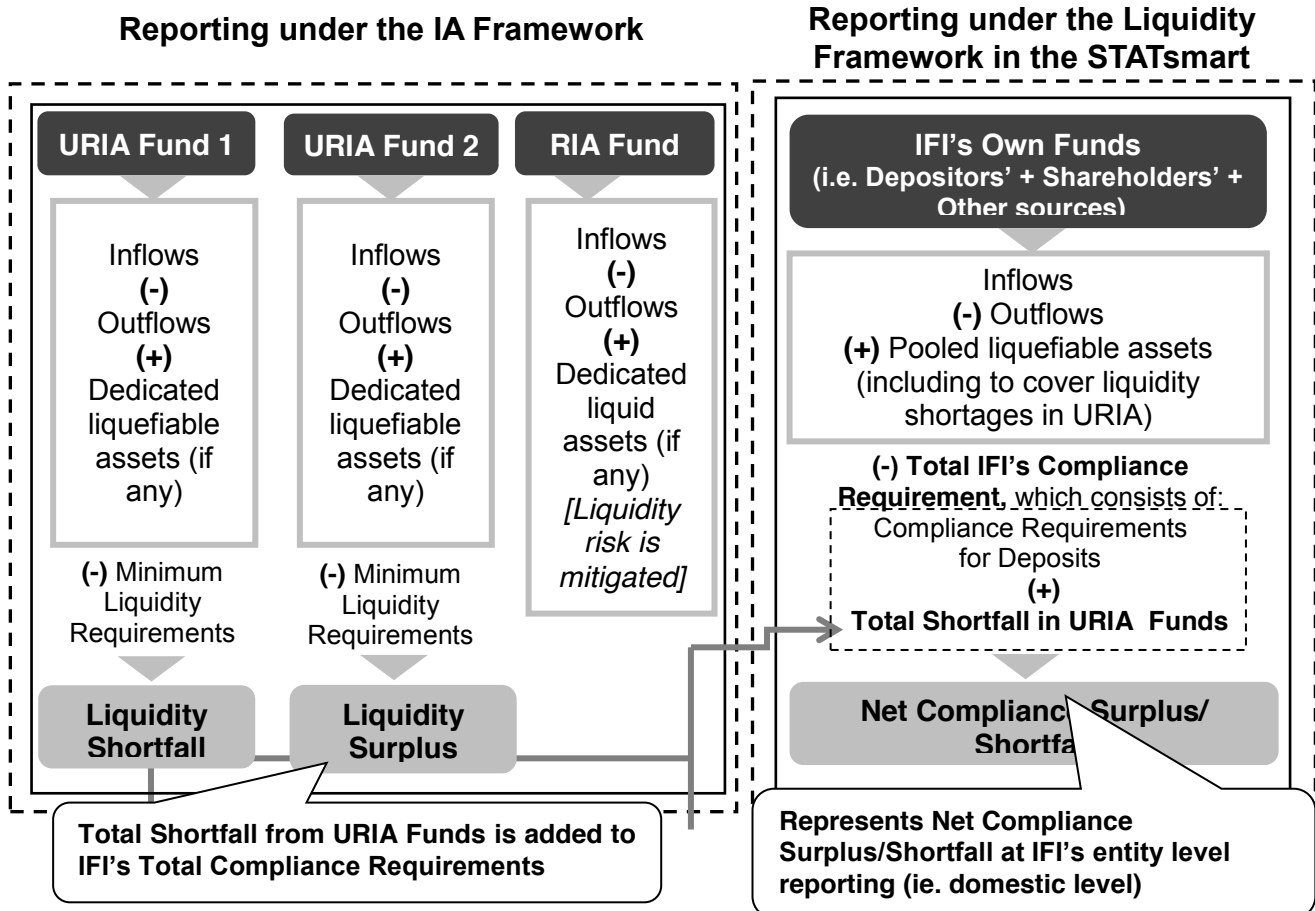 Reporting under the IA Framework
URIA Fund 1
Inflows
(-)
Outflows
(+)
Dedicated
liquefiable
assets (if
any)
(-) Minimum
Liquidity
Requirements
Liquidity
Shortfall
URIA Fund 2
Inflows
(-)
Outflows
(+)
Dedicated
liquefiable
assets (if
any)
(-) Minimum
Liquidity
Requirements
Liquidity
Surplus
RIA Fund
Inflows
(-)
Outflows
(+)
Dedicated
liquid
assets (if
any)
[Liquidity
risk is
mitigated]
Total Shortfall from URIA Funds is added to
IFI's Total Compliance Requirements
Reporting under the Liquidity
Framework in the STATsmart
IFI's Own Funds
(i.e. Depositors' + Shareholders' +
Other sources)
Inflows
(-) Outflows
(+) Pooled liquefiable assets
(including to cover liquidity
shortages in URIA)
(-) Total IFI's Compliance
Requirement, which consists of:
Compliance Requirements
for Deposits
(+)
Total Shortfall in URIA Funds
Net Compliance Surplus/
Shortfa
Represents Net Compliance
Surplus/Shortfall at IFI's entity level
reporting (ie. domestic level)